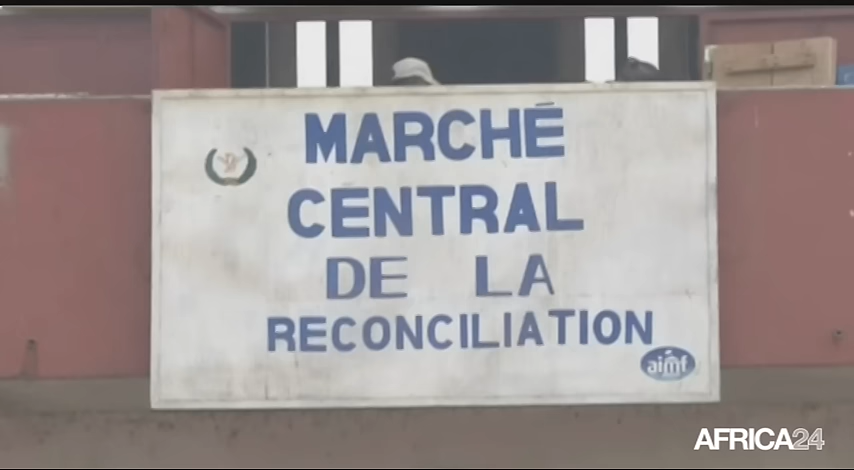 MARCHÉ
CENTRAL
DE LA
RECONCILIATION
aimf
AFRICA24